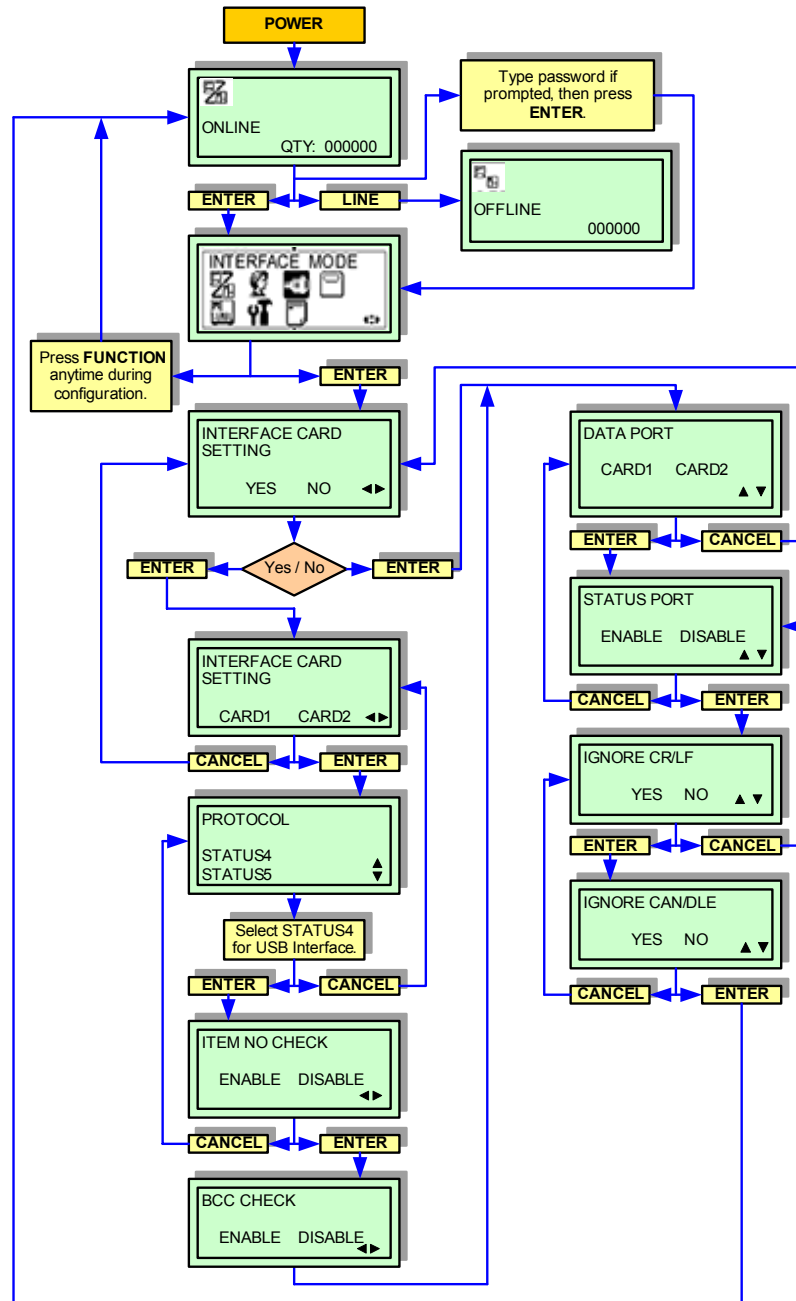 POWER
ONLINE
QTY: 000000
Type password if
prompted, then press
ENTER.
ENTER
LINE
OFFLINE
000000
INTERFACE MODE
Press FUNCTION
anytime during
configuration.
ENTER
INTERFACE CARD
SETTING
YES NO
Yes / No
ENTER
ENTER
INTERFACE CARD
SETTING
CARD1 CARD2
CANCEL
ENTER
PROTOCOL
STATUS4
STATUS5
Select STATUS4
for USB Interface.
ENTER
CANCEL
ITEM NO CHECK
ENABLE DISABLE
CANCEL
ENTER
BCC CHECK
ENABLE DISABLE
DATA PORT
CARD1 CARD2
ENTER
CANCEL
STATUS PORT
ENABLE DISABLE
CANCEL
ENTER
IGNORE CR/LF
YES NO
ENTER
CANCEL
IGNORE CAN/DLE
YES NO
CANCEL
ENTER